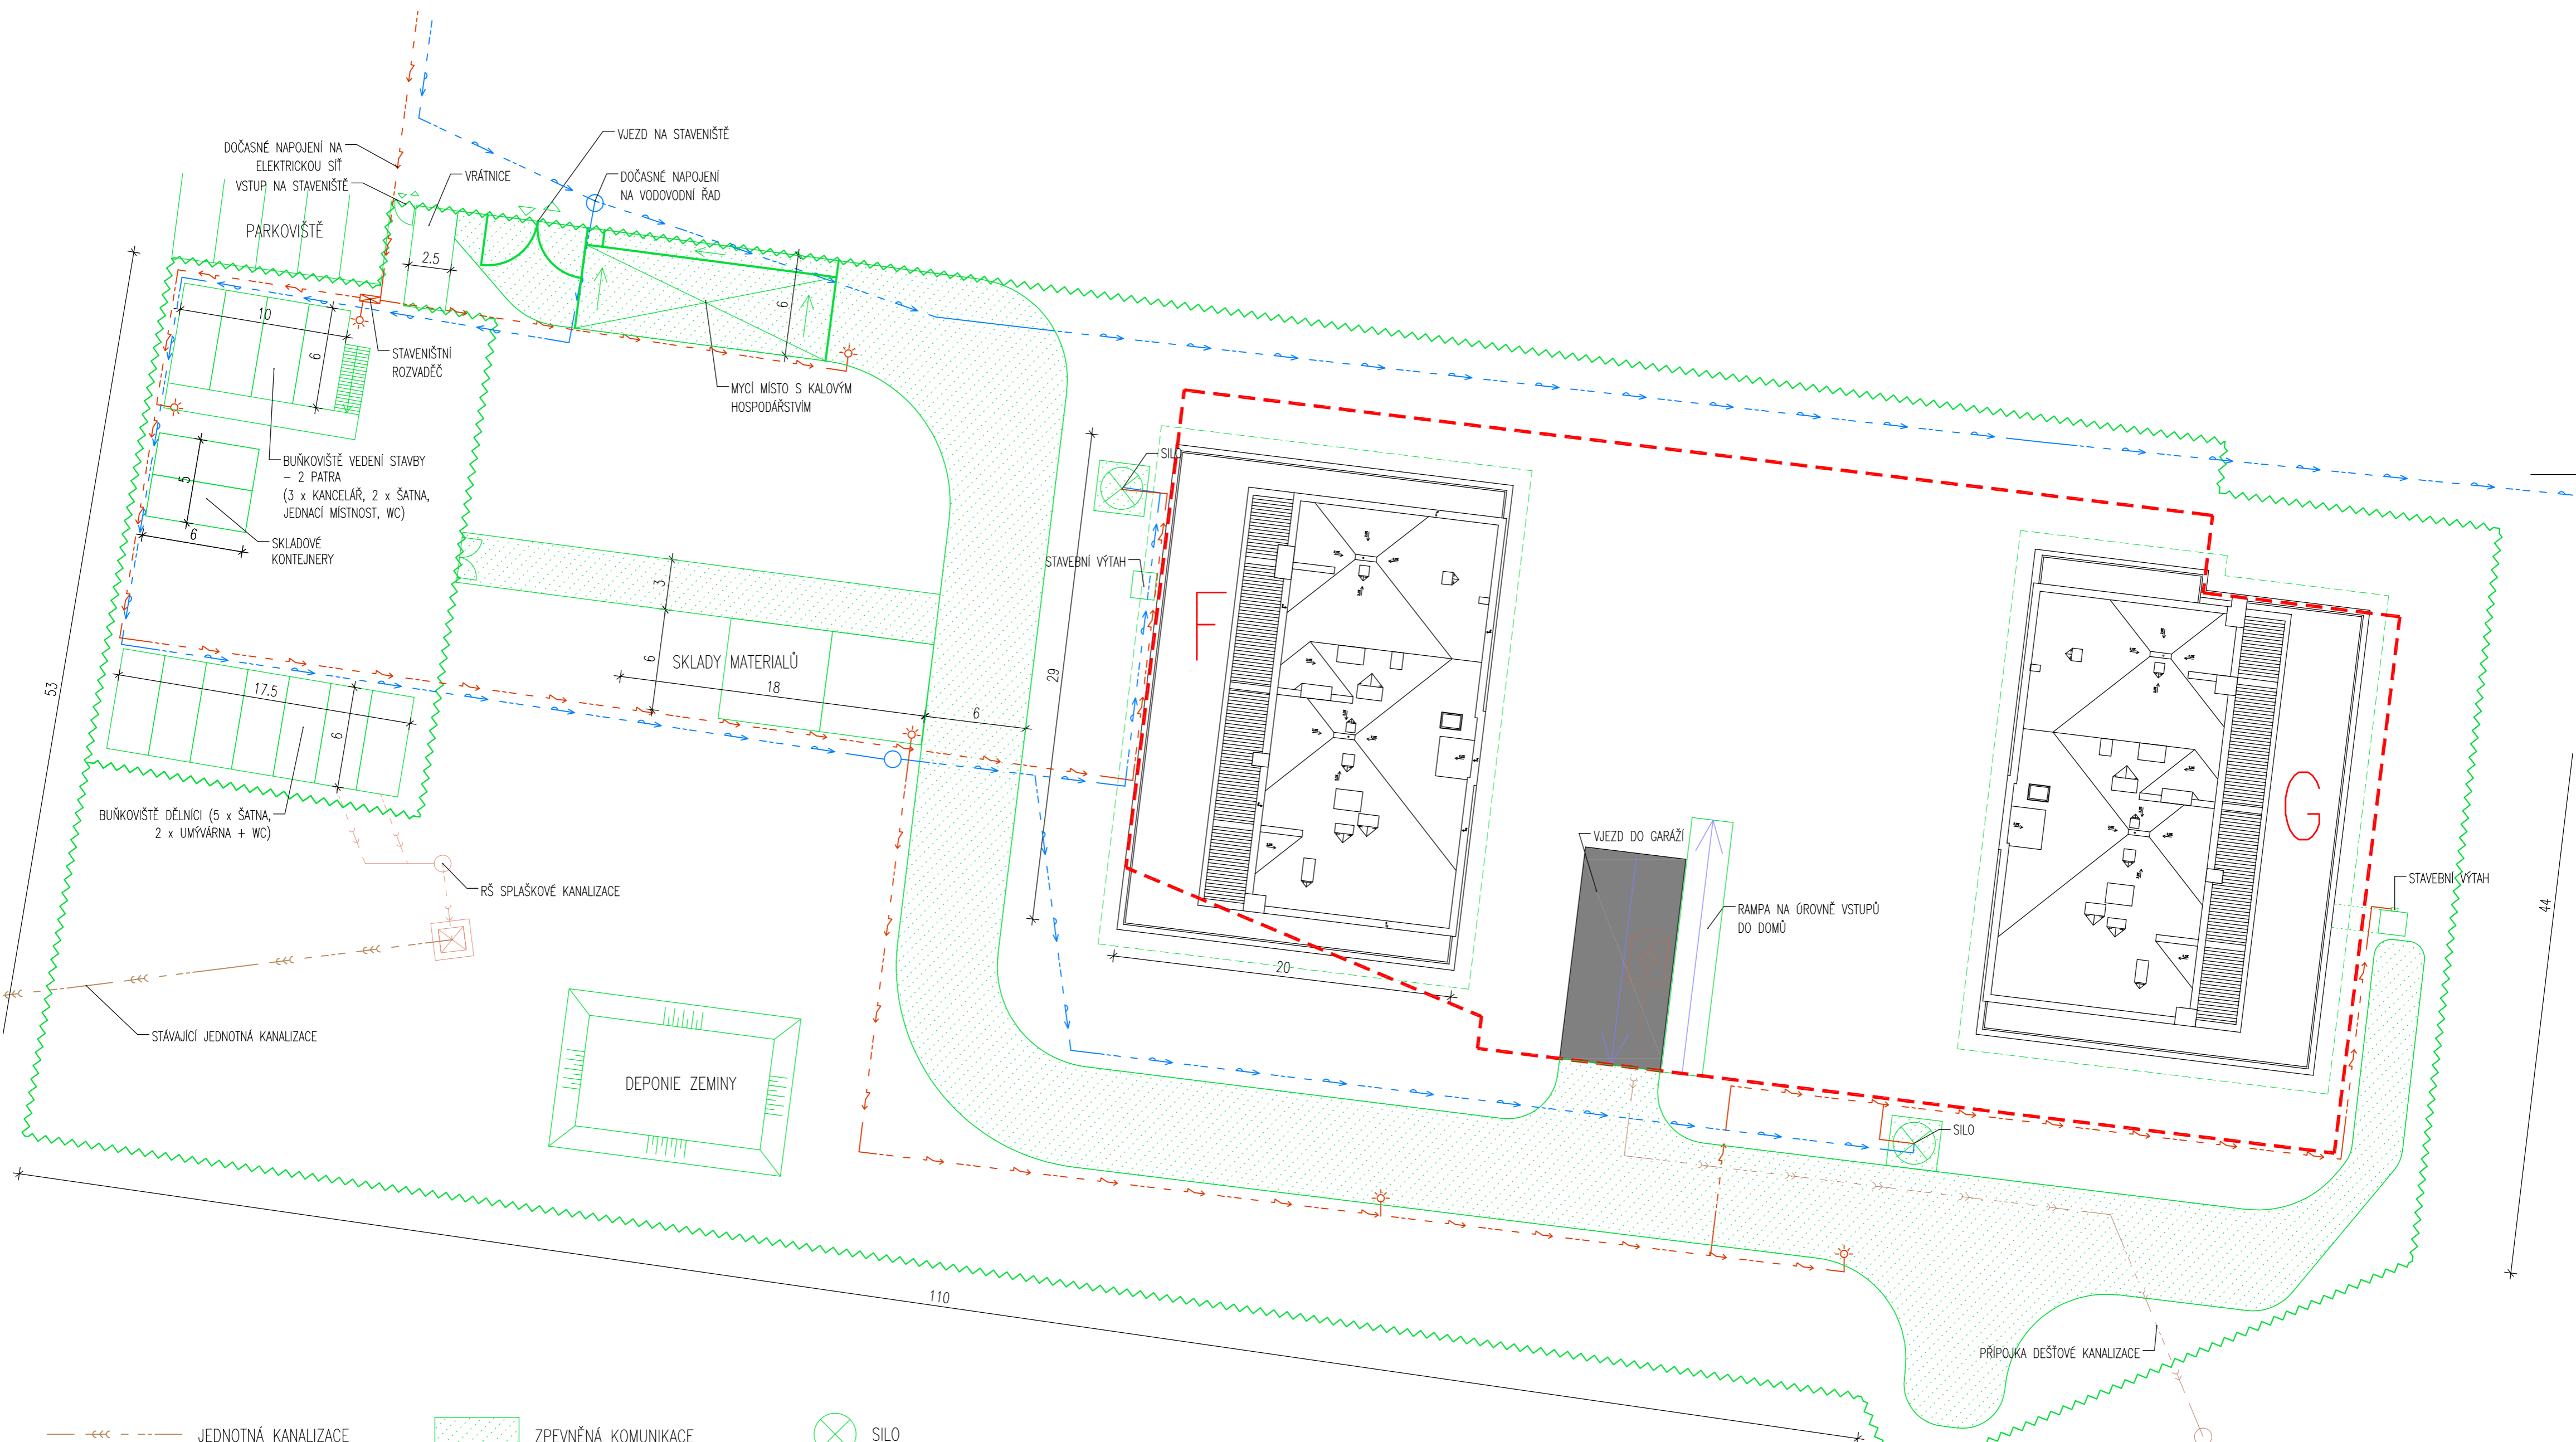 DOČASNÉ NAPOJENÍ NA
ELEKTRICKOU SÍŤ
VSTUP NA STAVENIŠTĚ
VRÁTNICE
VJEZD NA STAVENIŠTĚ
DOČASNÉ NAPOJENÍ
NA VODOVODNÍ ŘAD
PARKOVIŠTĚ
2.5
6
10
6
STAVENIŠTNÍ
ROZVADĚČ
MYCÍ MÍSTO S KALOVÝM
HOSPODÁŘSTVÍM
BUŇKOVIŠTĚ VEDENÍ STAVBY
- 2 PATRA
(3 x KANCELÁŘ, 2 x ŠATNA,
JEDNACÍ MÍSTNOST, WC)
5
6
SKLADOVÉ
KONTEJNERY
SILO
STAVEBNÍ VÝTAH
F
3
6
SKLADY MATERIALŮ
18
6
29
53
17.5
6
BUŇKOVIŠTĚ DĚLNÍCI (5 x ŠATNA,
2 x UMÝVÁRNA + WC)
RŠ SPLAŠKOVÉ KANALIZACE
STÁVAJÍCÍ JEDNOTNÁ KANALIZACE
DEPONIE ZEMINY
20
VJEZD DO GARÁŽÍ
RAMPA NA ÚROVNĚ VSTUPŮ
DO DOMŮ
G
STAVEBNÍ VÝTAH
44
SILO
110
PŘÍPOJKA DEŠŤOVÉ KANALIZACE
JEDNOTNÁ KANALIZACE
ZPEVNĚNÁ KOMUNIKACE
SILO